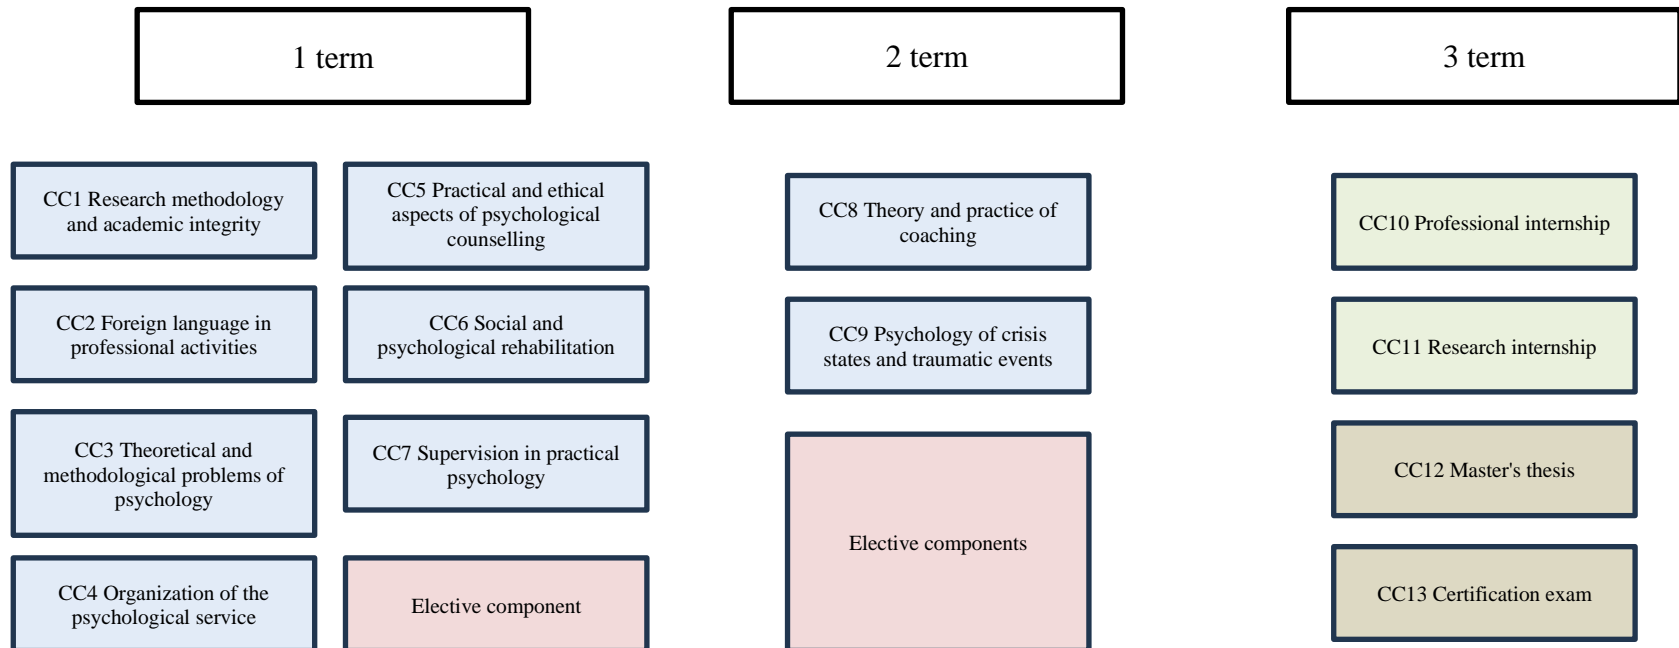 1 term
2 term
3 term
CC1 Research methodology
and academic integrity
CC2 Foreign language in
professional activities
CC3 Theoretical and
methodological problems of
psychology
CC4 Organization of the
psychological service
CC5 Practical and ethical
aspects of psychological
counselling
CC6 Social and
psychological rehabilitation
CC7 Supervision in practical
psychology
Elective component
CC8 Theory and practice of
coaching
CC9 Psychology of crisis
states and traumatic events
Elective components
CC10 Professional internship
CC11 Research internship
CC12 Master's thesis
CC13 Certification exam